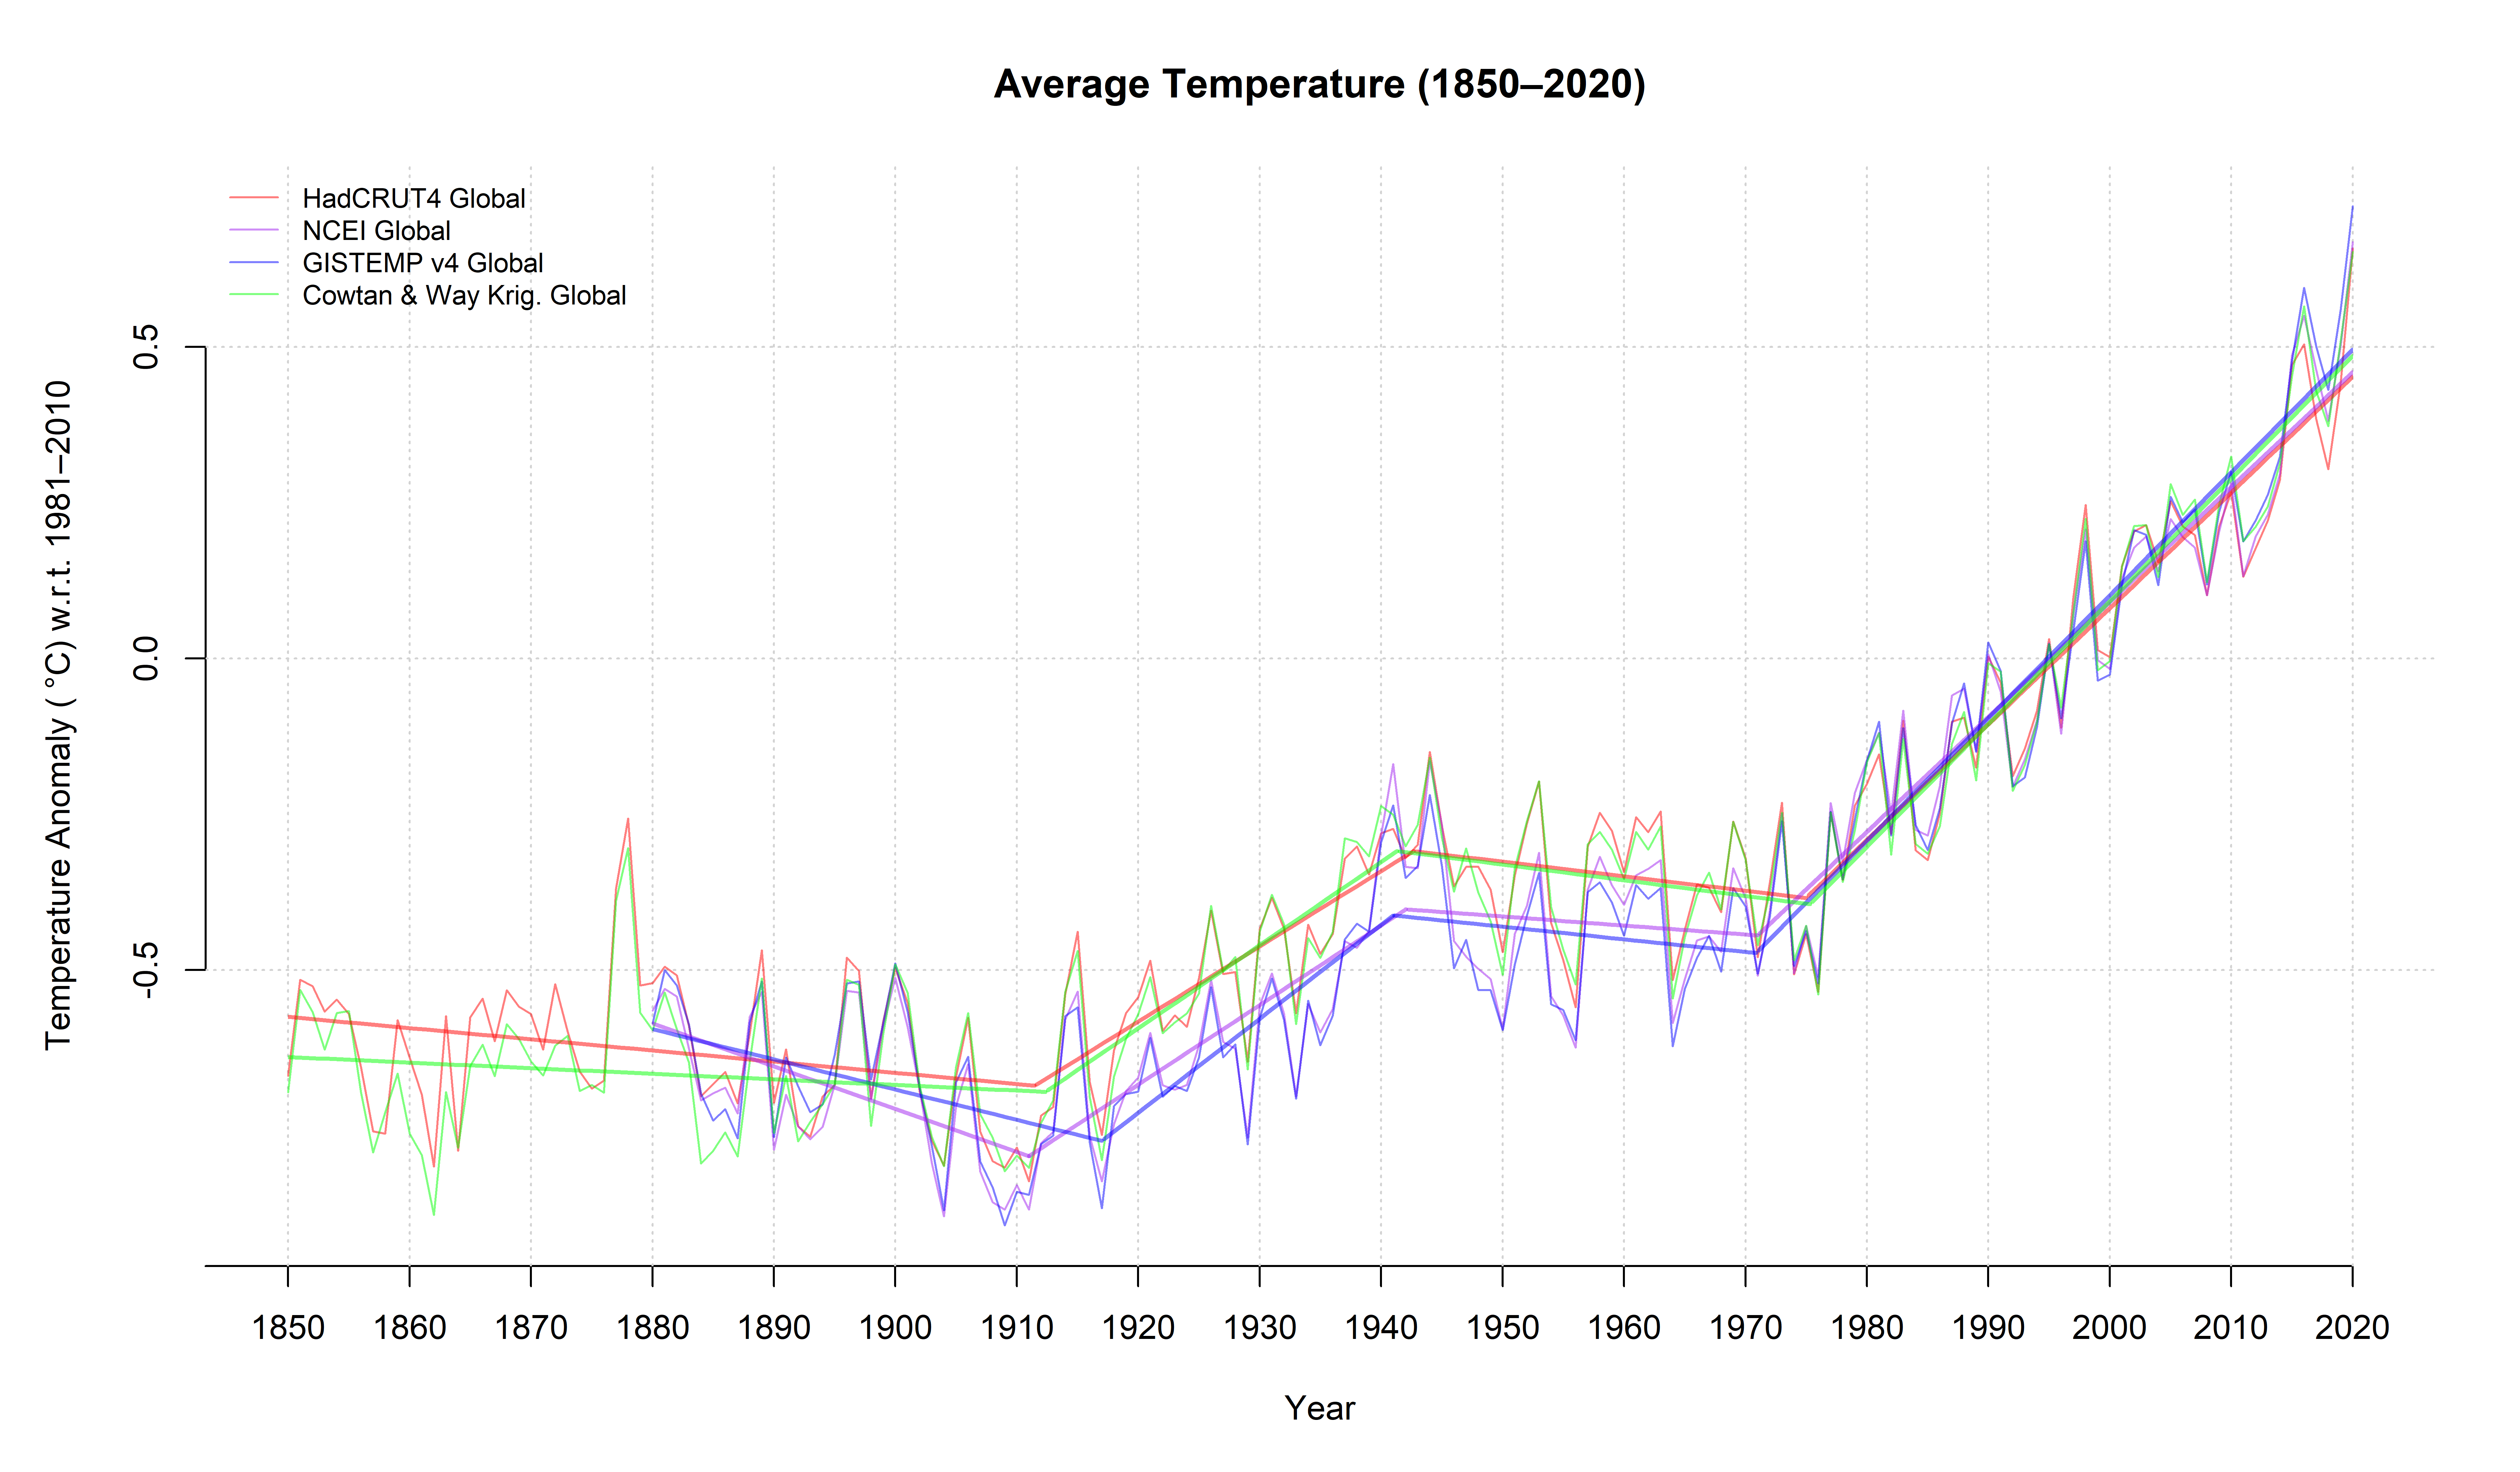 Average Temperature (1850–2020)
HadCRUT4 Global
NCEI Global
GISTEMP v4 Global
Cowtan & Way Krig. Global
Temperature Anomaly ( °C) w.r.t. 1981–2010
0.5
0.0
-0.5
1850 1860 1870 1880 1890 1900 1910 1920 1930 1940 1950 1960 1970 1980 1990 2000 2010 2020
Year